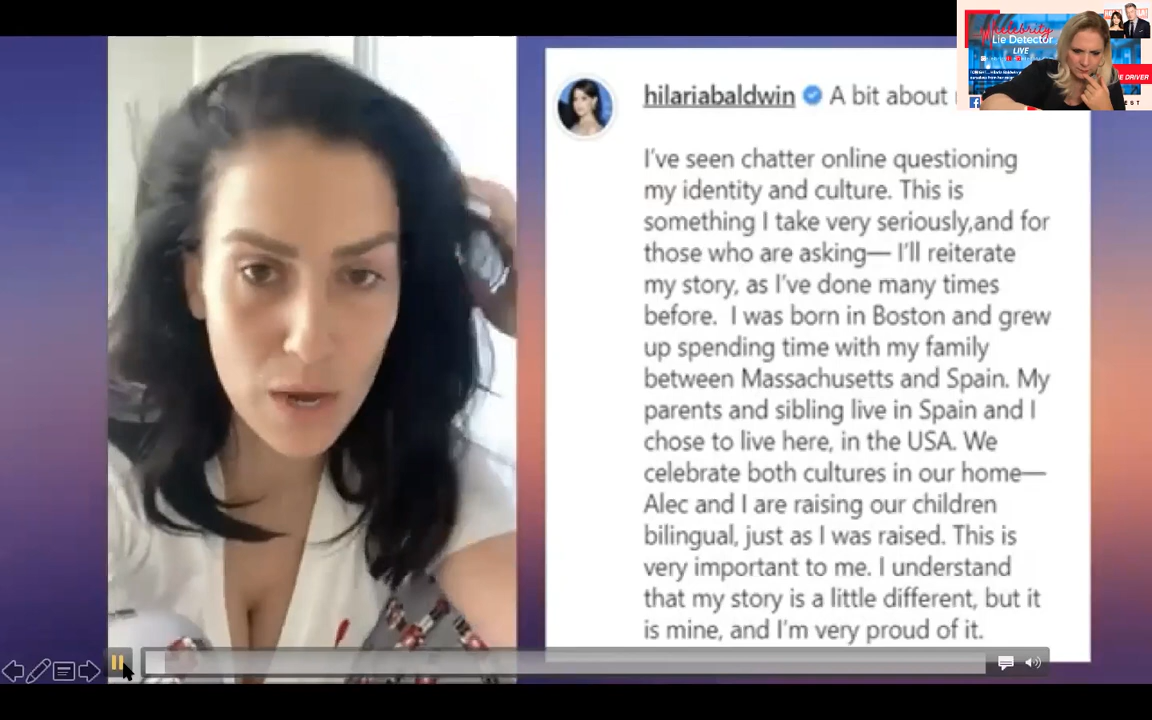 hilariabaldwin A bit about
I've seen chatter online questioning
my identity and culture. This is
something I take very seriously,and for
those who are asking— I'll reiterate
my story, as I've done many times
before.  I was born in Boston and grew
up spending time with my family
between Massachusetts and Spain. My
parents and sibling live in Spain and I
chose to live here, in the USA. We
celebrate both cultures in our home—
Alec and I are raising our children
bilingual, just as I was raised. This is
very important to me. I understand
that my story is a little different, but it
is mine, and I'm very proud of it.
Celebrity
Lie Detector
LIVE
DRIVER